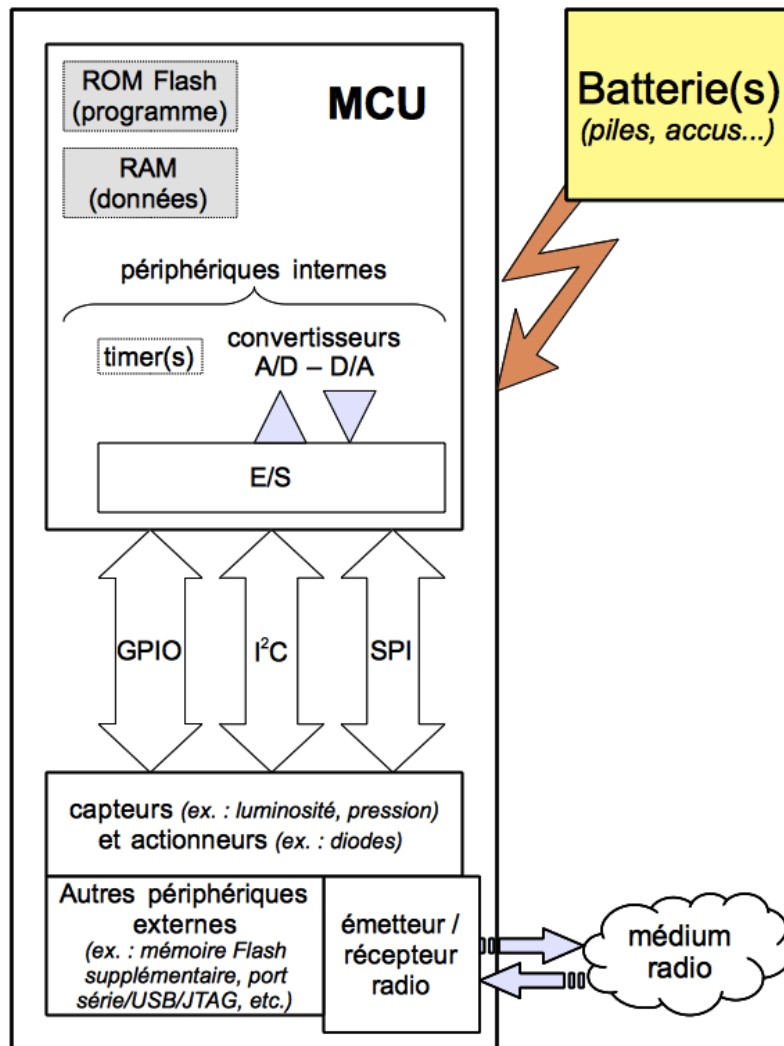 ROM Flash
(programme)
MCU
RAM
(données)
périphériques internes
timer(s)
convertisseurs
A/D – D/A
E/S
GPIO
I²C
SPI
capteurs (ex. : luminosité, pression)
et actionneurs (ex. : diodes)
Autres périphériques
externes
(ex. : mémoire Flash
supplémentaire, port
série/USB/JTAG, etc.)
émetteur /
récepteur
radio
Batterie(s)
(piles, accus...)
médium
radio